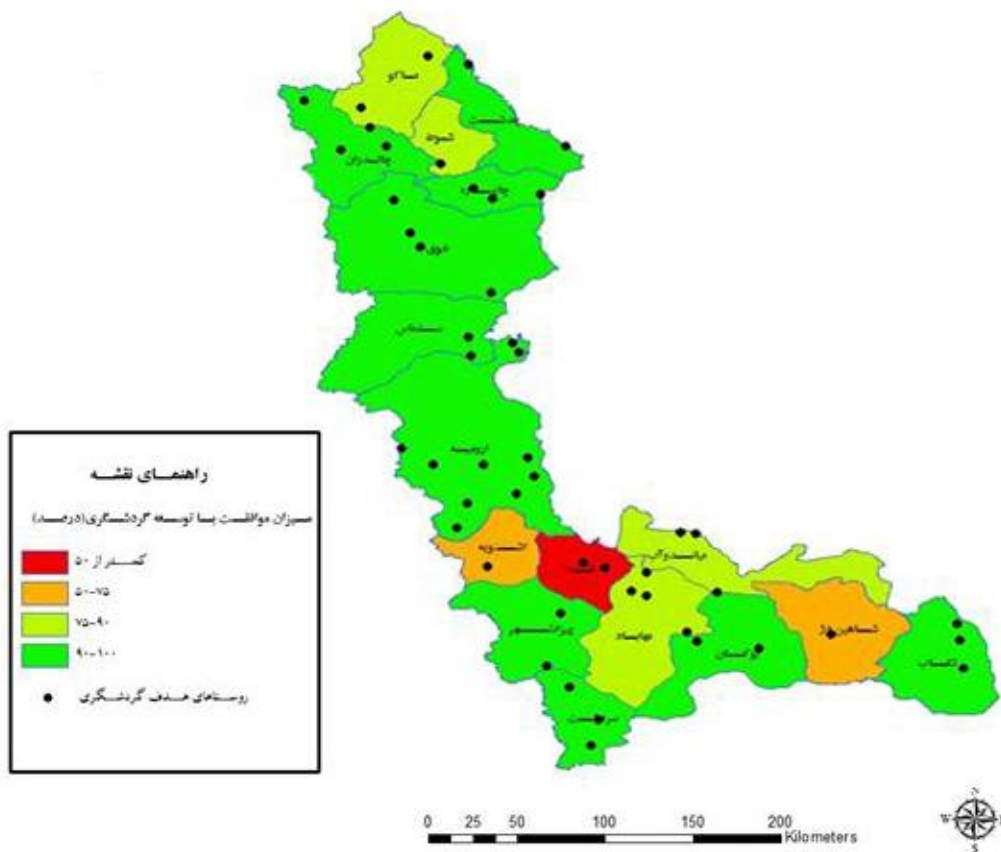 ماکو
شوط
چالدران
خوی
ارومیه
اشنویه
میاندوآب
مهاباد
بوکان
شاهین دژ
تکاب
پیرانشهر
سردشت
راهنمای نقشه
میزان موافقت با توسعه گردشگری(درصد)
کمتر از ۵۰
۵۰-۷۵
۷۵-۹۰
۹۰-۱۰۰
روستاهای هدف گردشگری
0 25 50 100 150 200
Kilometers
N
W
S